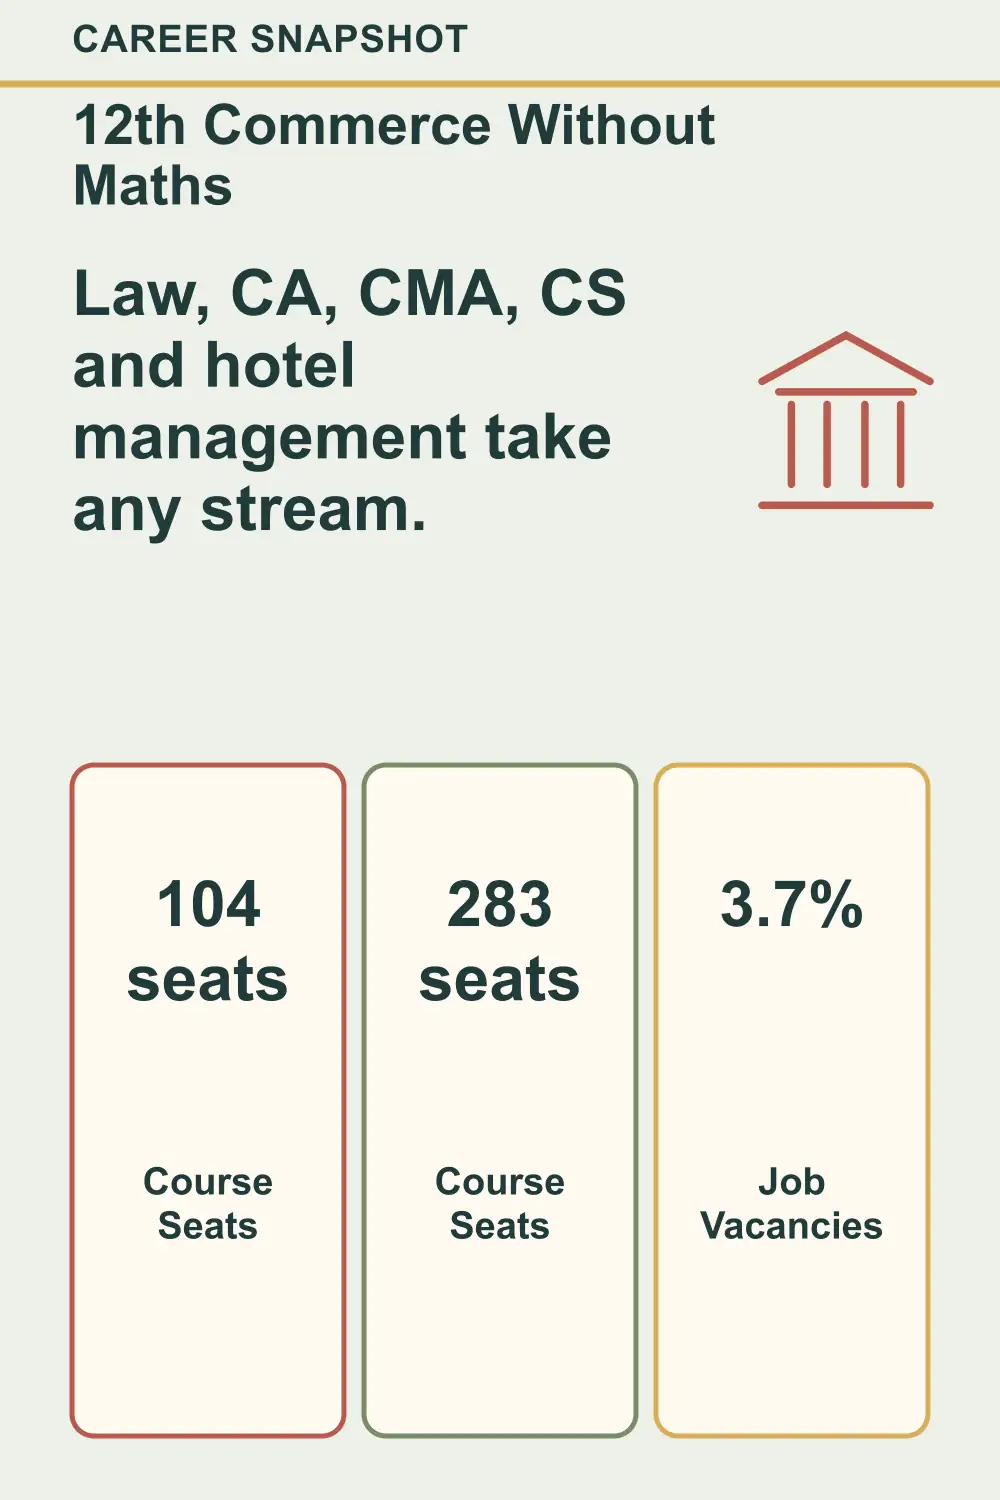 CAREER SNAPSHOT
12th Commerce Without
Maths
Law, CA, CMA, CS
and hotel
management take
any stream.
104
seats
Course
Seats
283
seats
Course
Seats
3.7%
Job
Vacancies